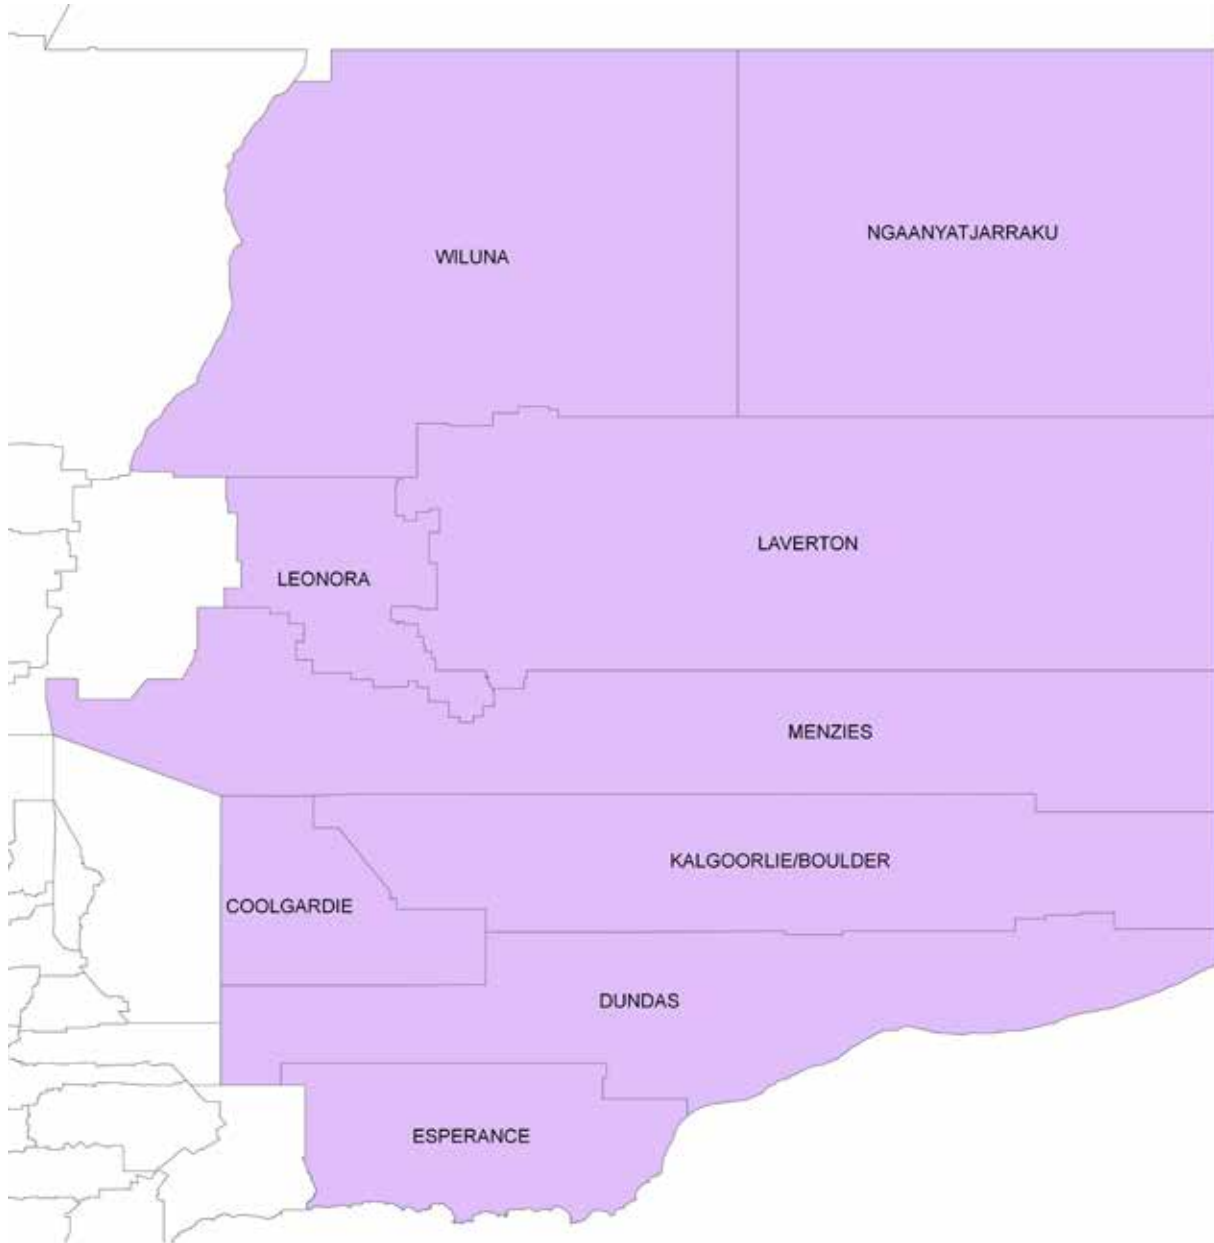 NGAANYATJARRAKU
WILUNA
LAVERTON
LEONORA
MENZIES
KALGOORLIE/BOULDER
COOLGARDIE
DUNDAS
ESPERANCE